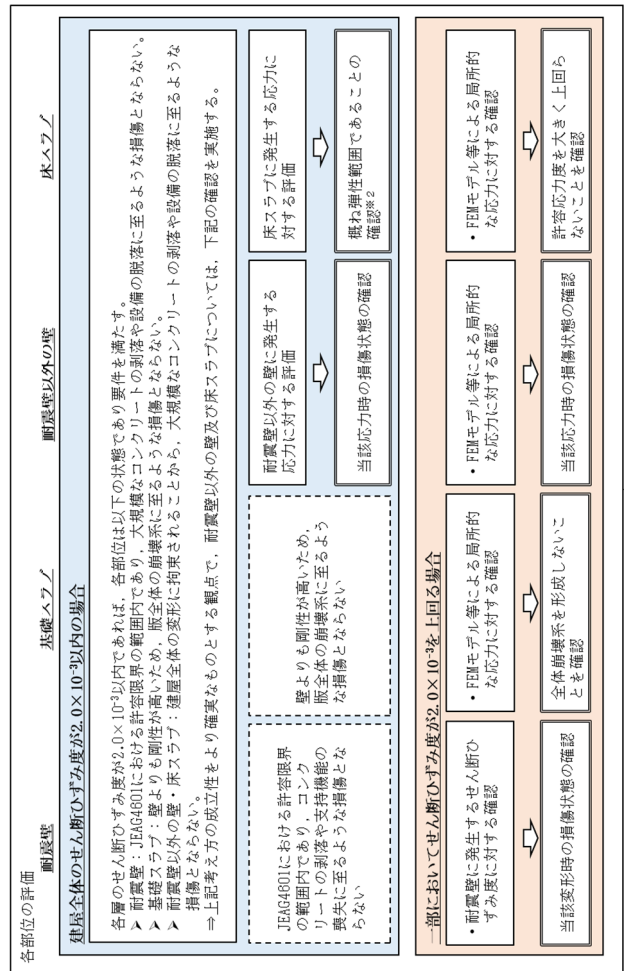 各部位の評価
耐震壁
基礎スラブ
耐震壁以外の壁
床スラブ
建屋全体のせん断ひずみ度が2.0×10⁻³以内の場合
各層のせん断ひずみ度が2.0×10⁻³以内であれば，各部位は以下の状態であり要件を満たす。
➤ 耐震壁：JEAG4601における許容限界の範囲内であり，大規模なコンクリートの剥落や設備の脱落に至るような損傷とならない。
➤ 基礎スラブ：壁よりも剛性が高いため，版全体の崩壊系に至るような損傷とならない。
➤ 耐震壁以外の壁・床スラブ：建屋全体の変形に拘束されることから，大規模なコンクリートの剥落や設備の脱落に至るような
損傷とならない。
⇒上記考え方の成立性をより確実なものとする観点で，耐震壁以外の壁及び床スラブについては，下記の確認を実施する。
JEAG4601における許容限界
の範囲内であり，コンク
リートの剥落や支持機能の
喪失に至るような損傷とな
らない
壁よりも剛性が高いため，
版全体の崩壊系に至るよう
な損傷とならない
耐震壁以外の壁に発生する
応力に対する評価
当該応力時の損傷状態の確認
床スラブに発生する応力に
対する評価
概ね弾性範囲であることの
確認※２
一部においてせん断ひずみ度が2.0×10⁻³を上回る場合
・耐震壁に発生するせん断ひ
ずみ度に対する確認
当該変形時の損傷状態の確認
・FEMモデル等による局所的
な応力に対する確認
全体崩壊系を形成しないこ
とを確認
・FEMモデル等による局所的
な応力に対する確認
当該応力時の損傷状態の確認
・FEMモデル等による局所的
な応力に対する確認
許容応力度を大きく上回ら
ないことを確認